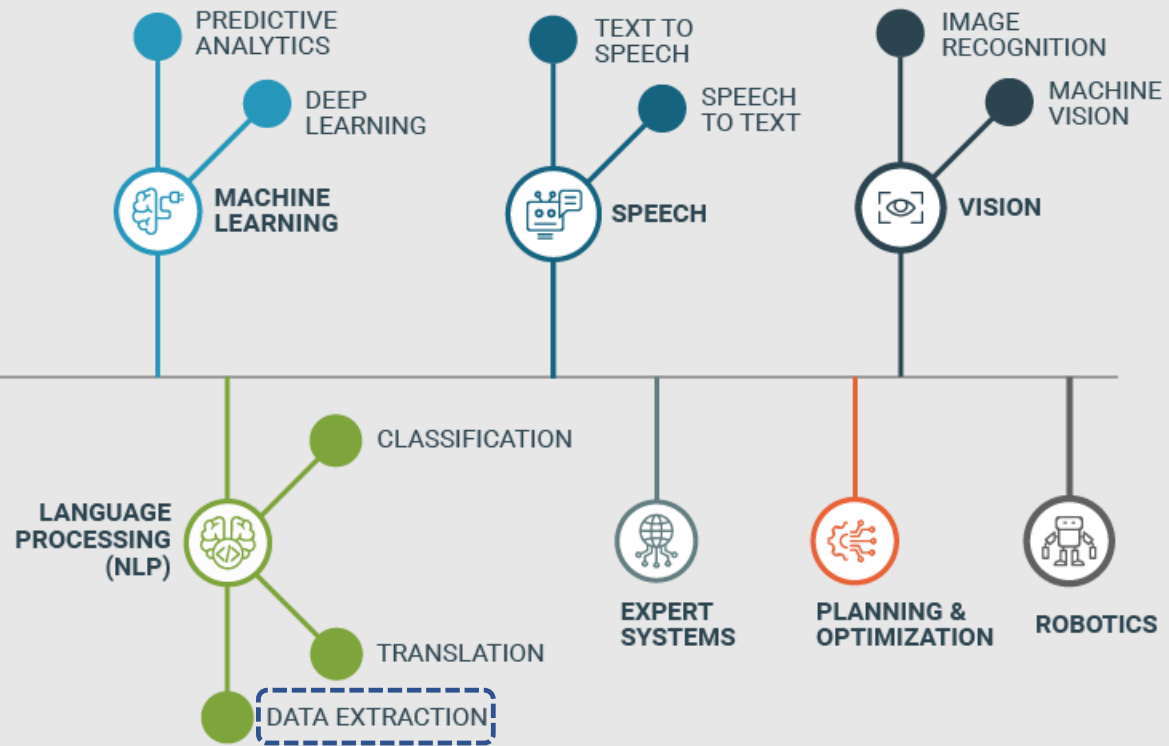 PREDICTIVE
ANALYTICS
DEEP
LEARNING
MACHINE
LEARNING
TEXT TO
SPEECH
SPEECH
TO TEXT
SPEECH
IMAGE
RECOGNITION
MACHINE
VISION
VISION
CLASSIFICATION
LANGUAGE
PROCESSING
(NLP)
TRANSLATION
DATA EXTRACTION
EXPERT
SYSTEMS
PLANNING &
OPTIMIZATION
ROBOTICS